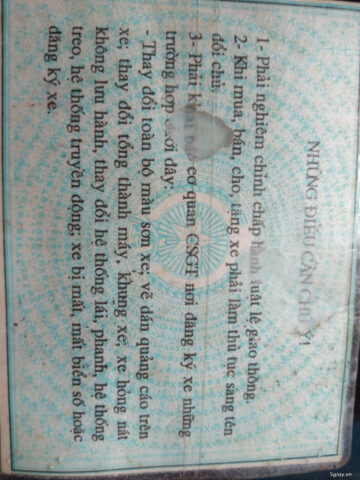 NHỮNG ĐIỀU CẦN CHÚ Ý!
1- Phải nghiêm chỉnh chấp hành luật lệ giao thông.
2- Khi mua, bán, cho, tặng xe phải làm thủ tục sang tên
đổi chủ.
3- Phải cơ quan CSGT nơi đăng ký xe những
trường hợp dưới đây:
- Thay đổi toàn bộ màu sơn xe; vẽ dán quảng cáo trên
xe, thay đổi tổng thành máy, khung xe; xe hỏng nát
không lưu hành, thay đổi hệ thống lái, phanh, hệ thống
treo, hệ thống truyền động; xe bị mất, mất biển số hoặc
đăng ký xe.
5giay.vn